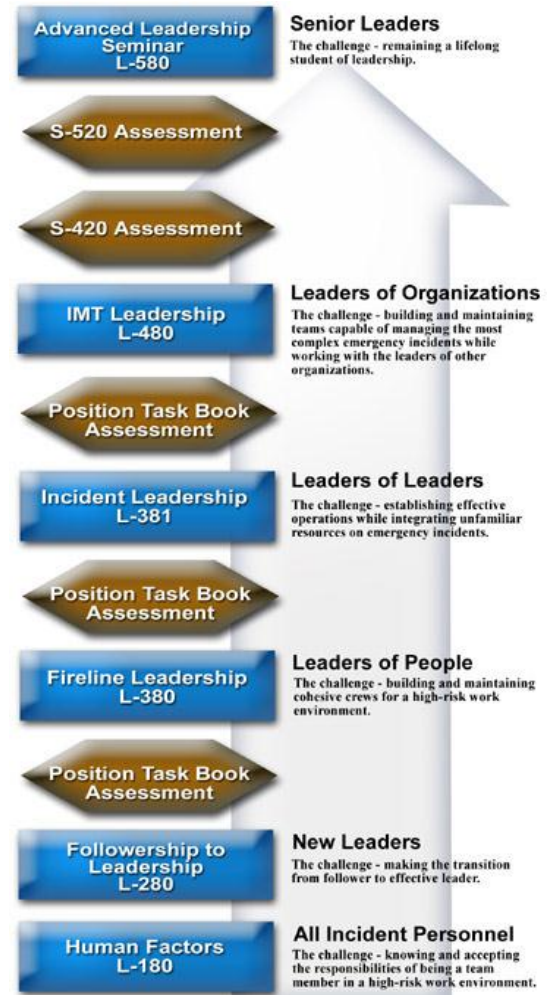 Advanced Leadership
Seminar
L-580
Senior Leaders
The challenge - remaining a lifelong
student of leadership.
S-520 Assessment
S-420 Assessment
IMT Leadership
L-480
Leaders of Organizations
The challenge - building and maintaining
teams capable of managing the most
complex emergency incidents while
working with the leaders of other
organizations.
Position Task Book
Assessment
Incident Leadership
L-381
Leaders of Leaders
The challenge - establishing effective
operations while integrating unfamiliar
resources on emergency incidents.
Position Task Book
Assessment
Fireline Leadership
L-380
Leaders of People
The challenge - building and maintaining
cohesive crews for a high-risk work
environment.
Position Task Book
Assessment
Followership to
Leadership
L-280
New Leaders
The challenge - making the transition
from follower to effective leader.
Human Factors
L-180
All Incident Personnel
The challenge - knowing and accepting
the responsibilities of being a team
member in a high-risk work environment.